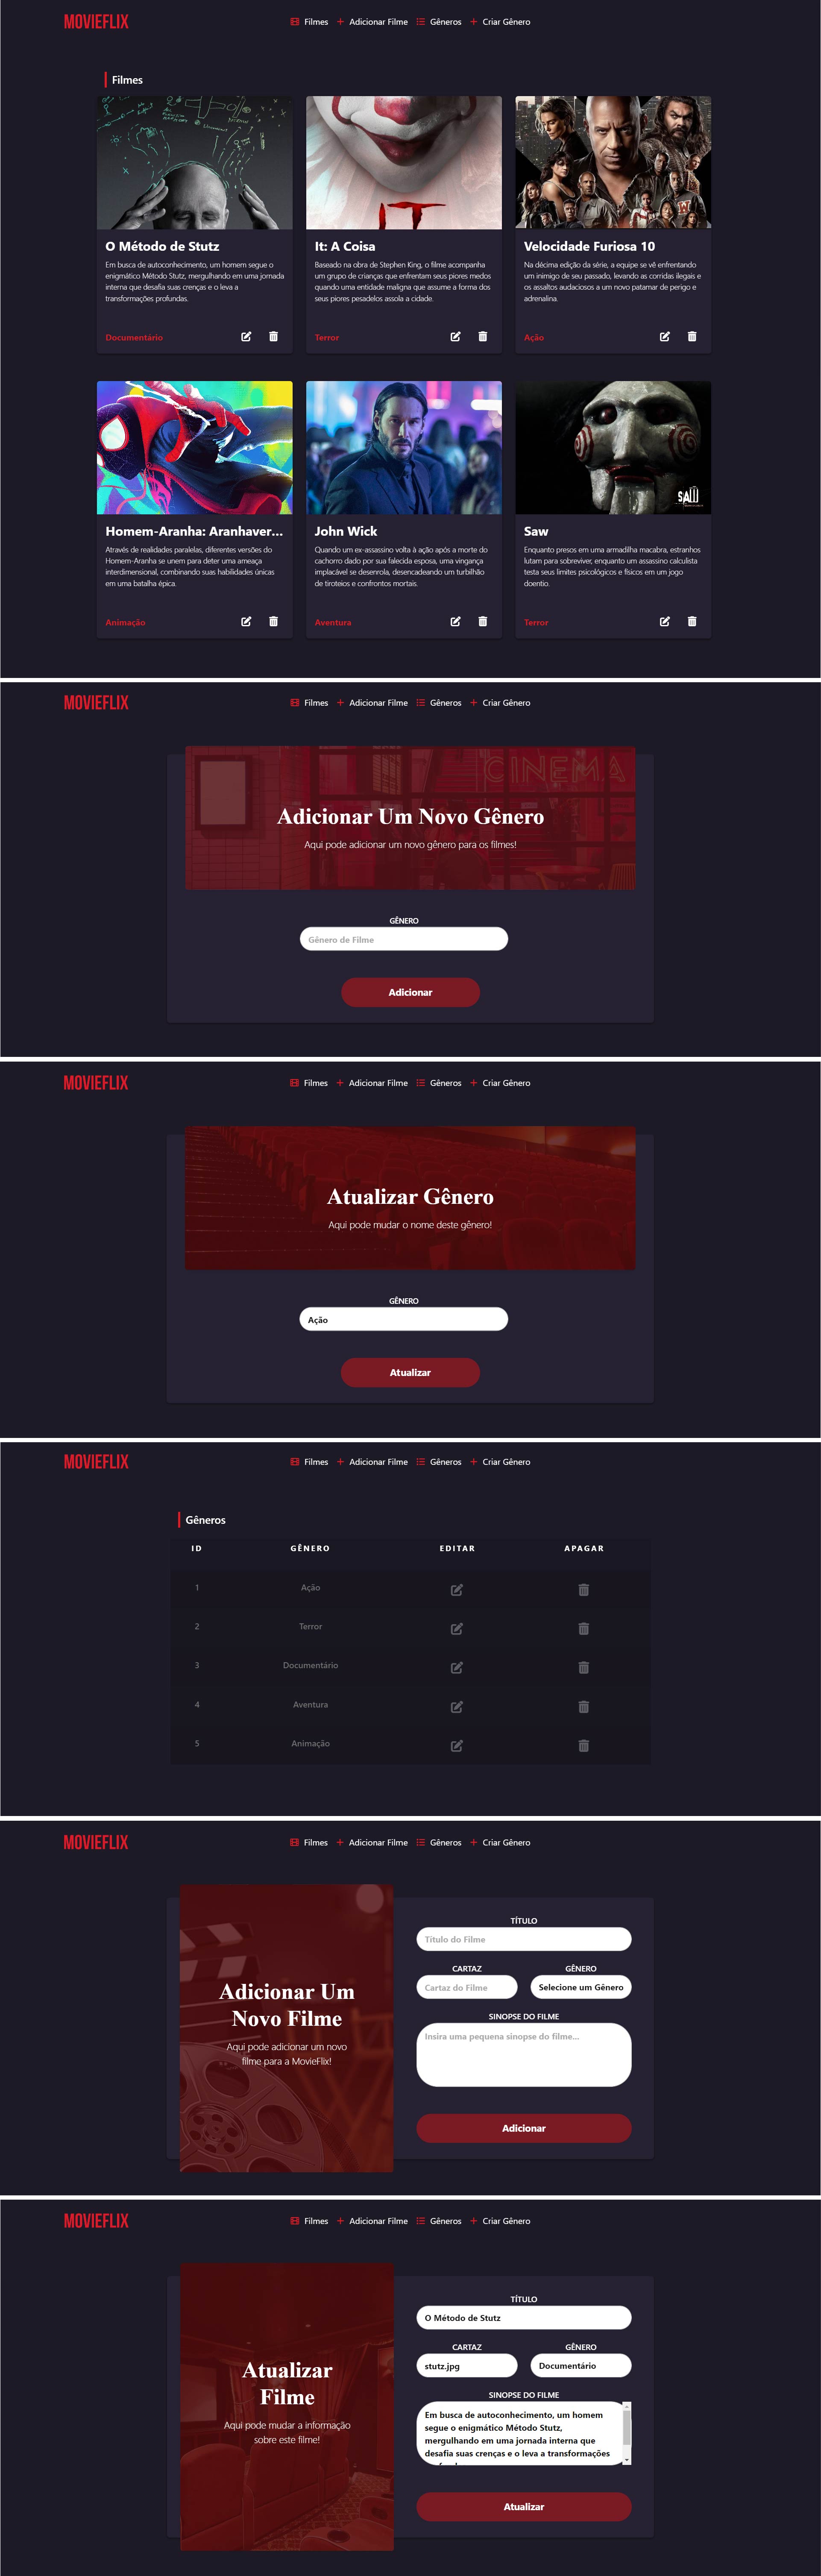 MOVIEFLIX
Filmes Adicionar Filme Gêneros Criar Gênero
Filmes
IT
SAW
O Método de Stutz
Em busca de autoconhecimento, um homem segue o
enigmático Método Stutz, mergulhando em uma jornada
interna que desafia suas crenças e o leva a
transformações profundas.
Documentário
It: A Coisa
Baseado na obra de Stephen King, o filme acompanha
um grupo de crianças que enfrentam seus piores medos
quando uma entidade maligna que assume a forma dos
seus piores pesadelos assola a cidade.
Terror
Velocidade Furiosa 10
Na décima edição da série, a equipe se vê enfrentando
um inimigo de seu passado, levando as corridas ilegais e
os assaltos audaciosos a um novo patamar de perigo e
adrenalina.
Ação
Homem-Aranha: Aranhaver...
Através de realidades paralelas, diferentes versões do
Homem-Aranha se unem para deter uma ameaça
interdimensional, combinando suas habilidades únicas
em uma batalha épica.
Animação
John Wick
Quando um ex-assassino volta à ação após a morte do
cachorro dado por sua falecida esposa, uma vingança
implacável se desenrola, desencadeando um turbilhão
de tiroteios e confrontos mortais.
Aventura
Saw
Enquanto presos em uma armadilha macabra, estranhos
lutam para sobreviver, enquanto um assassino calculista
testa seus limites psicológicos e físicos em um jogo
doentio.
Terror
MOVIEFLIX
Filmes Adicionar Filme Gêneros Criar Gênero
CINEMA
Adicionar Um Novo Gênero
Aqui pode adicionar um novo gênero para os filmes!
GÊNERO
Gênero de Filme
Adicionar
MOVIEFLIX
Filmes Adicionar Filme Gêneros Criar Gênero
Atualizar Gênero
Aqui pode mudar o nome deste gênero!
GÊNERO
Ação
Atualizar
MOVIEFLIX
Filmes Adicionar Filme Gêneros Criar Gênero
Gêneros
ID GÊNERO EDITAR APAGAR
1 Ação
2 Terror
3 Documentário
4 Aventura
5 Animação
MOVIEFLIX
Filmes Adicionar Filme Gêneros Criar Gênero
Adicionar Um
Novo Filme
Aqui pode adicionar um novo
filme para a MovieFlix!
TÍTULO
Título do Filme
CARTAZ GÊNERO
Cartaz do Filme Selecione um Gênero
SINOPSE DO FILME
Insira uma pequena sinopse do filme...
Adicionar
MOVIEFLIX
Filmes Adicionar Filme Gêneros Criar Gênero
Atualizar
Filme
Aqui pode mudar a informação
sobre este filme!
TÍTULO
O Método de Stutz
CARTAZ GÊNERO
stutz.jpg Documentário
SINOPSE DO FILME
Em busca de autoconhecimento, um homem
segue o enigmático Método Stutz,
mergulhando em uma jornada interna que
desafia suas crenças e o leva a transformações
Atualizar